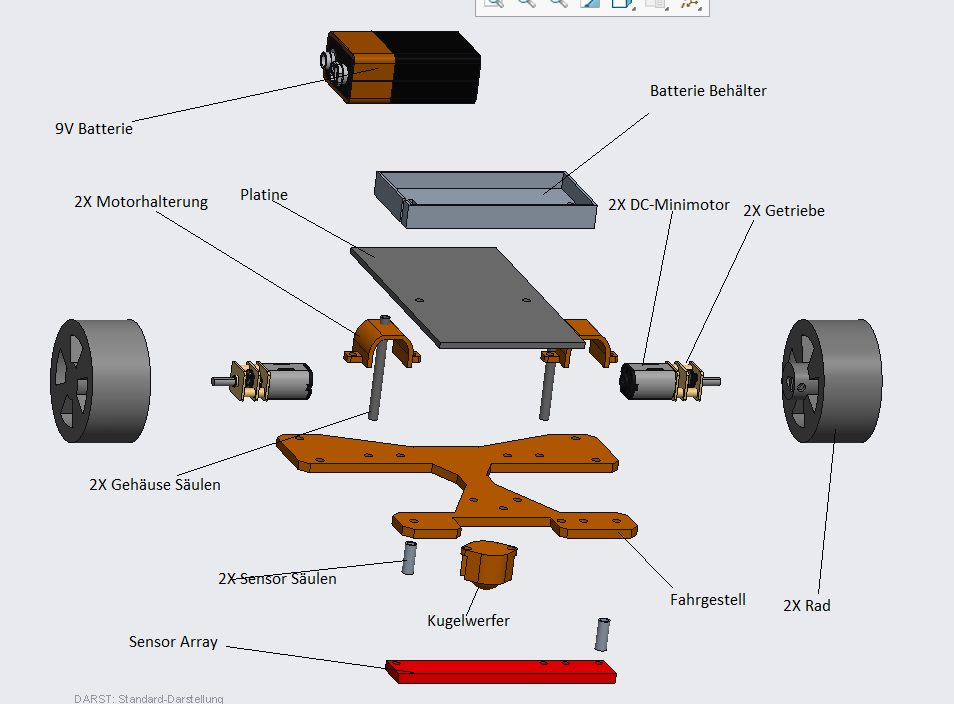 Batterie Behälter
9V Batterie
2X Motorhalterung
Platine
2X DC-Minimotor
2X Getriebe
2X Gehäuse Säulen
2X Sensor Säulen
Kugelwerfer
Fahrgestell
2X Rad
Sensor Array
DARST: Standard-Darstellung